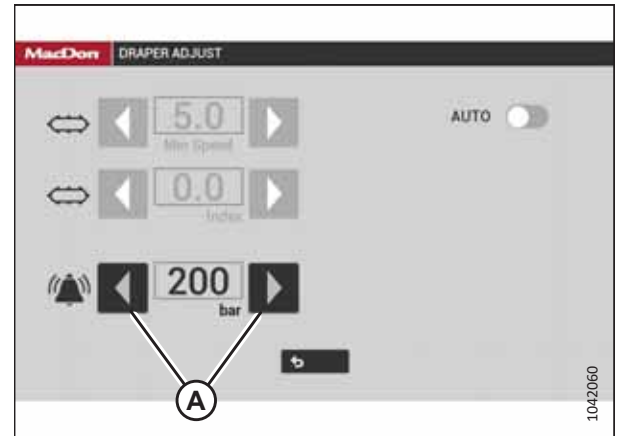 MacDon DRAPER ADJUST
5.0
Min Speed
AUTO
0.0
Index
200
bar
A
1042060